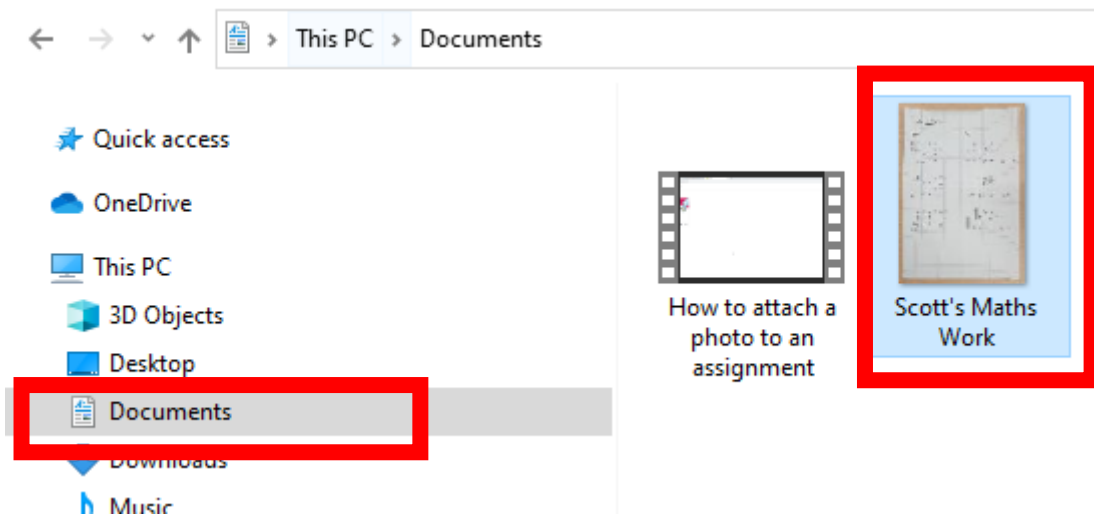 This PC > Documents
Quick access
OneDrive
This PC
3D Objects
Desktop
Documents
Downloads
Music
How to attach a
photo to an
assignment
Scott's Maths
Work